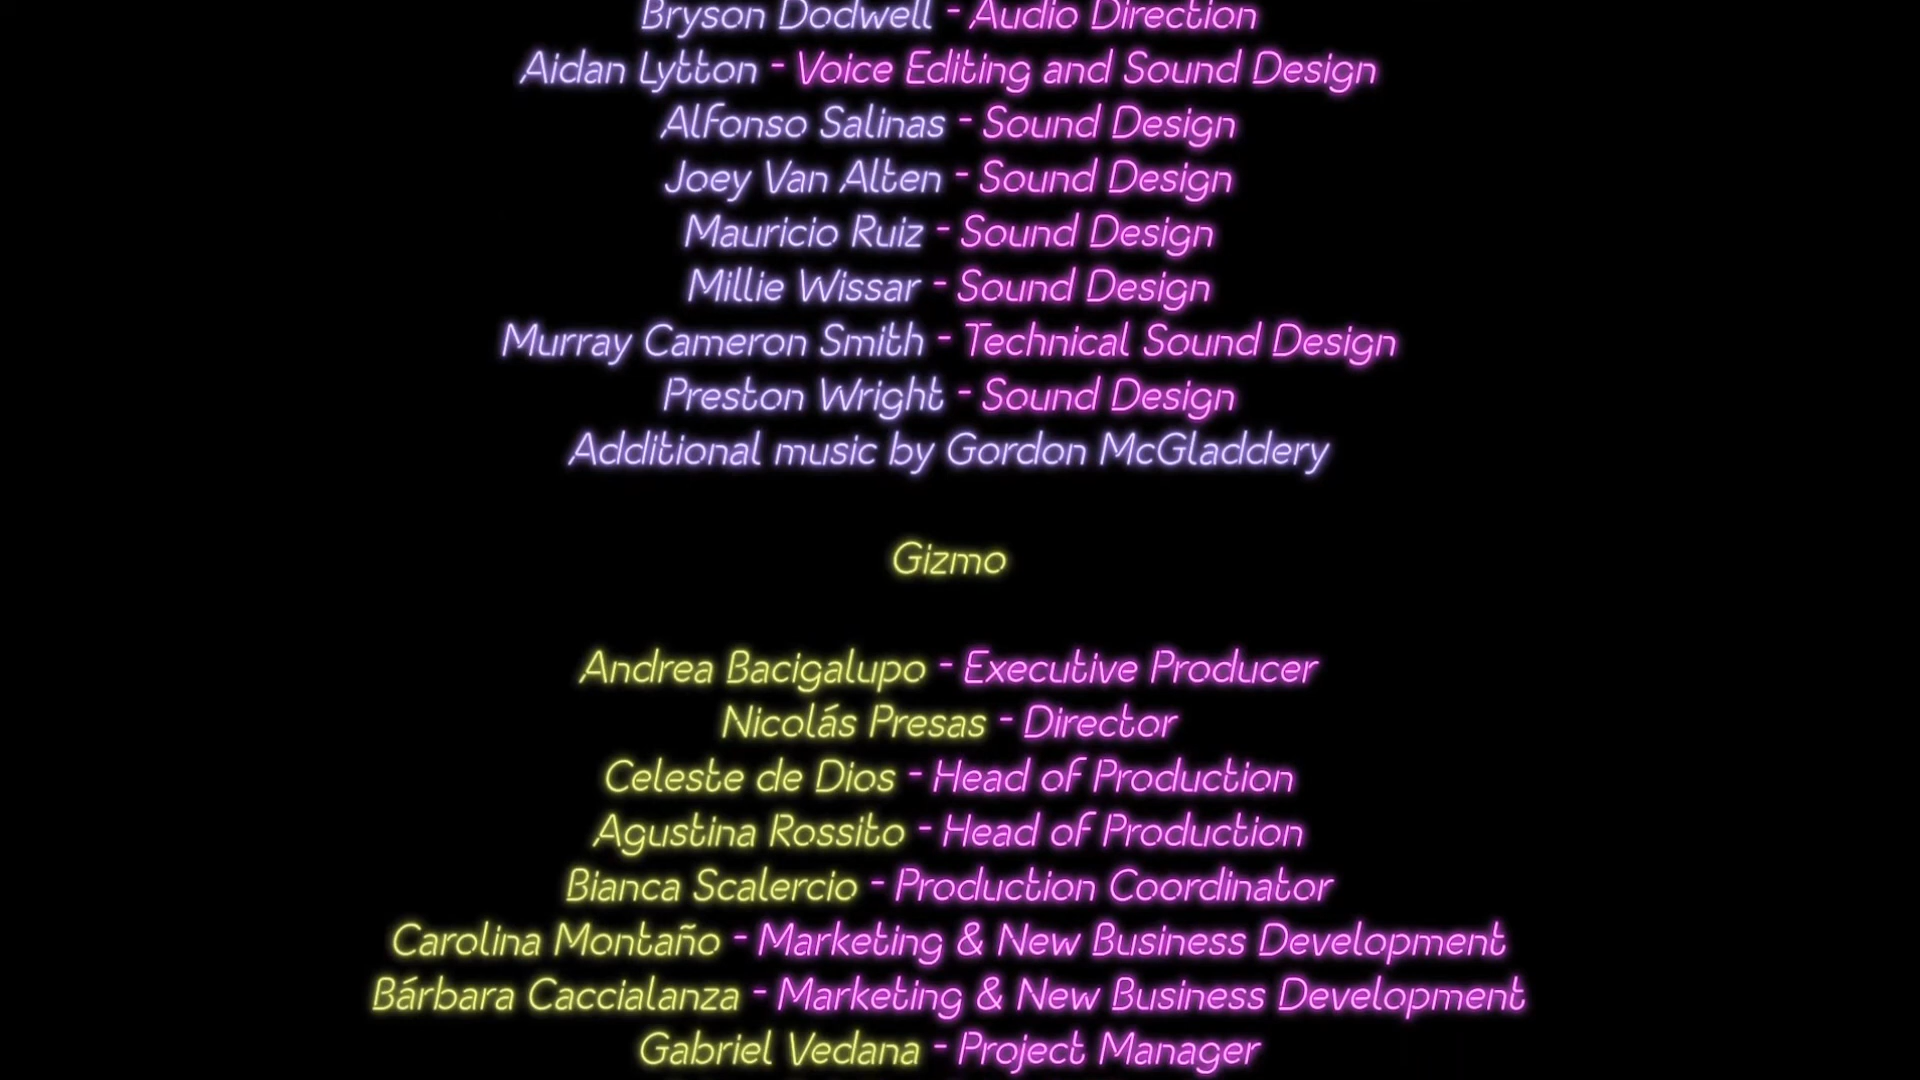 Bryson Dodwell - Audio Direction
Aidan Lytton - Voice Editing and Sound Design
Alfonso Salinas - Sound Design
Joey Van Alten - Sound Design
Mauricio Ruiz - Sound Design
Millie Wissar - Sound Design
Murray Cameron Smith - Technical Sound Design
Preston Wright - Sound Design
Additional music by Gordon McGladdery
Gizmo
Andrea Bacigalupo - Executive Producer
Nicolás Presas - Director
Celeste de Dios - Head of Production
Agustina Rossito - Head of Production
Bianca Scalercio - Production Coordinator
Carolina Montaño - Marketing & New Business Development
Bárbara Caccialanza - Marketing & New Business Development
Gabriel Vedana - Project Manager